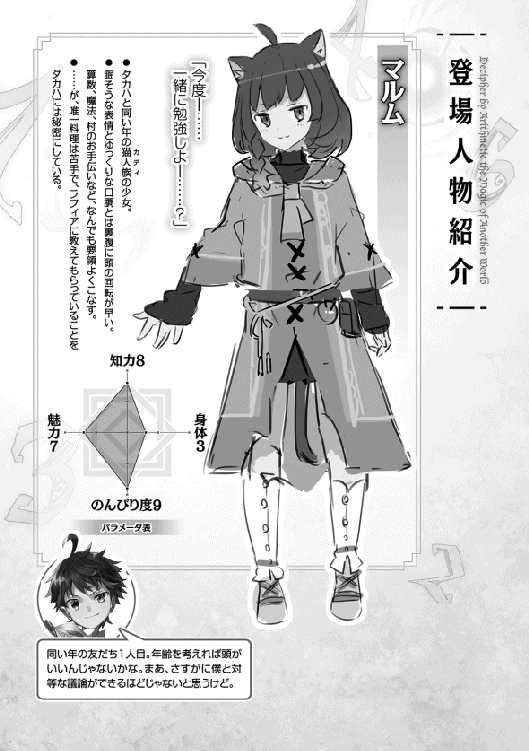 登場人物紹介
Decipher by Arithmetic the Magic of Another World
マルム
「今度ー……
一緒に勉強しよー……？」
●タカハと同い年の猫人族の少女。
カティ
●眠そうな表情とゆっくりな口調とは裏腹に頭の回転が早い。
算数、魔法、村のお手伝いなど、なんでも要領よくこなす。
●……が、唯一料理は苦手で、ソフィアに教えてもらっていることを
タカハには秘密にしている。
知力8
魅力7
身体3
のんびり度9
パラメータ表
同い年の友だち1人目。年齢を考えれば頭が
いいんじゃないかな。まあ、さすがに僕と対
等な議論ができるほどじゃないと思うけど。